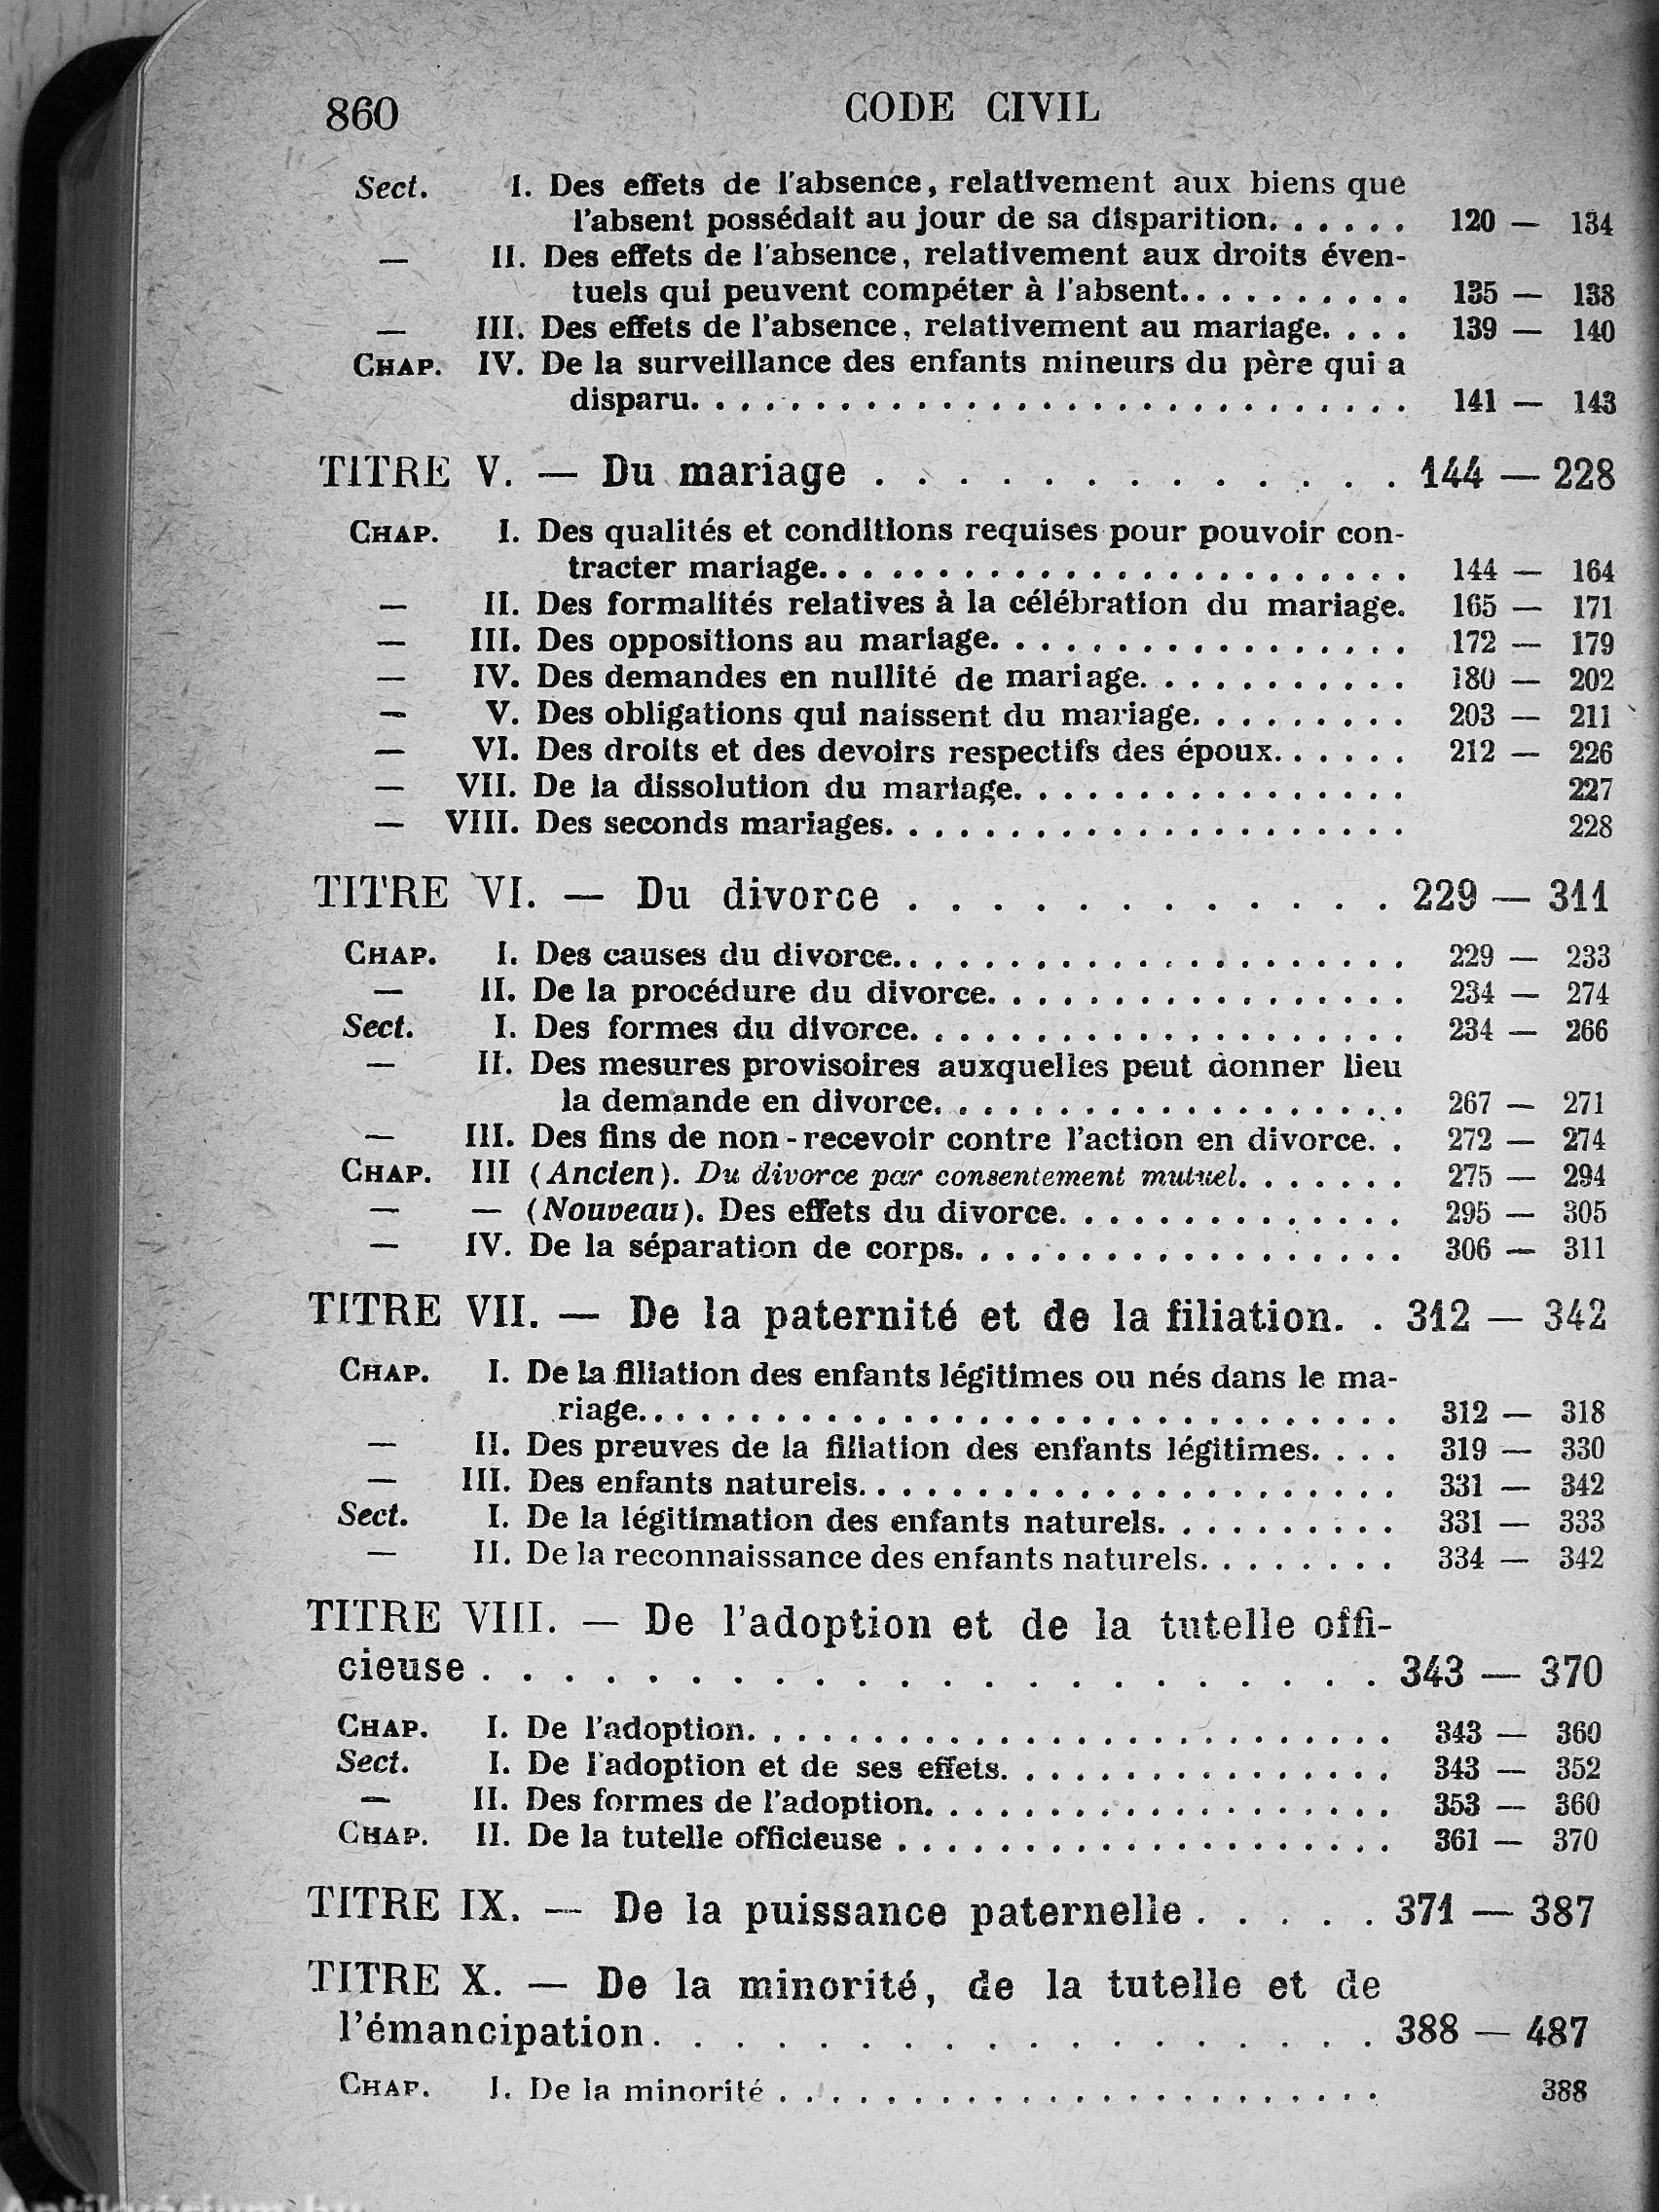 860 CODE CIVIL
Sect. I. Des effets de l'absence, relativement aux biens que
l'absent possédait au jour de sa disparition. . . . . . 120 — 134
— II. Des effets de l'absence, relativement aux droits éven-
tuels qui peuvent compéter à l'absent. . . . . . . . . . 135 — 138
— III. Des effets de l'absence, relativement au mariage. . . . 139 — 140
CHAP. IV. De la surveillance des enfants mineurs du père qui a
disparu. . . . . . . . . . . . . . . . . . . . . . . . . . . . 141 — 143
TITRE V. — Du mariage . . . . . . . . . . . . . 144 — 228
CHAP. I. Des qualités et conditions requises pour pouvoir con-
tracter mariage. . . . . . . . . . . . . . . . . . . . . . . . 144 — 164
— II. Des formalités relatives à la célébration du mariage. 165 — 171
— III. Des oppositions au mariage. . . . . . . . . . . . . . . . . 172 — 179
— IV. Des demandes en nullité de mariage. . . . . . . . . . . 180 — 202
— V. Des obligations qui naissent du mariage. . . . . . . . . 203 — 211
— VI. Des droits et des devoirs respectifs des époux. . . . . . 212 — 226
— VII. De la dissolution du mariage. . . . . . . . . . . . . . . . 227
— VIII. Des seconds mariages. . . . . . . . . . . . . . . . . . . . . 228
TITRE VI. — Du divorce . . . . . . . . . . . . 229 — 311
CHAP. I. Des causes du divorce. . . . . . . . . . . . . . . . . . . . . 229 — 233
— II. De la procédure du divorce. . . . . . . . . . . . . . . . . 234 — 274
Sect. I. Des formes du divorce. . . . . . . . . . . . . . . . . . . . 234 — 266
— II. Des mesures provisoires auxquelles peut donner lieu
la demande en divorce. . . . . . . . . . . . . . . . . . . 267 — 271
— III. Des fins de non-recevoir contre l'action en divorce. . 272 — 274
CHAP. III (Ancien). Du divorce par consentement mutuel. . . . . . . 275 — 294
— — (Nouveau). Des effets du divorce. . . . . . . . . . . . . . 295 — 305
— IV. De la séparation de corps. . . . . . . . . . . . . . . . . . 306 — 311
TITRE VII. — De la paternité et de la filiation. . 312 — 342
CHAP. I. De la filiation des enfants légitimes ou nés dans le ma-
riage. . . . . . . . . . . . . . . . . . . . . . . . . . . . . . 312 — 318
— II. Des preuves de la filiation des enfants légitimes. . . . 319 — 330
— III. Des enfants naturels. . . . . . . . . . . . . . . . . . . . . . 331 — 342
Sect. I. De la légitimation des enfants naturels. . . . . . . . . . 331 — 333
— II. De la reconnaissance des enfants naturels. . . . . . . . 334 — 342
TITRE VIII. — De l'adoption et de la tutelle offi-
cieuse . . . . . . . . . . . . . . . . . . . . . . 343 — 370
CHAP. I. De l'adoption. . . . . . . . . . . . . . . . . . . . . . . . . . 343 — 360
Sect. I. De l'adoption et de ses effets. . . . . . . . . . . . . . . . 343 — 352
— II. Des formes de l'adoption. . . . . . . . . . . . . . . . . . . 353 — 360
CHAP. II. De la tutelle officieuse . . . . . . . . . . . . . . . . . . . . 361 — 370
TITRE IX. — De la puissance paternelle . . . . . 371 — 387
TITRE X. — De la minorité, de la tutelle et de
l'émancipation. . . . . . . . . . . . . . . . . . 388 — 487
CHAP. I. De la minorité . . . . . . . . . . . . . . . . . . . . . . . . 388